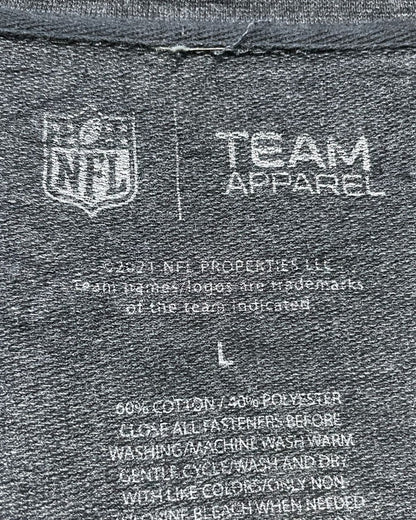 NFL
TEAM
APPAREL
©2021 NFL PROPERTIES LLC
Team names/logos are trademarks
of the team indicated
L
60% COTTON / 40% POLYESTER
CLOSE ALL FASTENERS BEFORE
WASHING/MACHINE WASH WARM
GENTLE CYCLE/WASH AND DRY
WITH LIKE COLORS/ONLY NON
CHLORINE BLEACH WHEN NEEDED